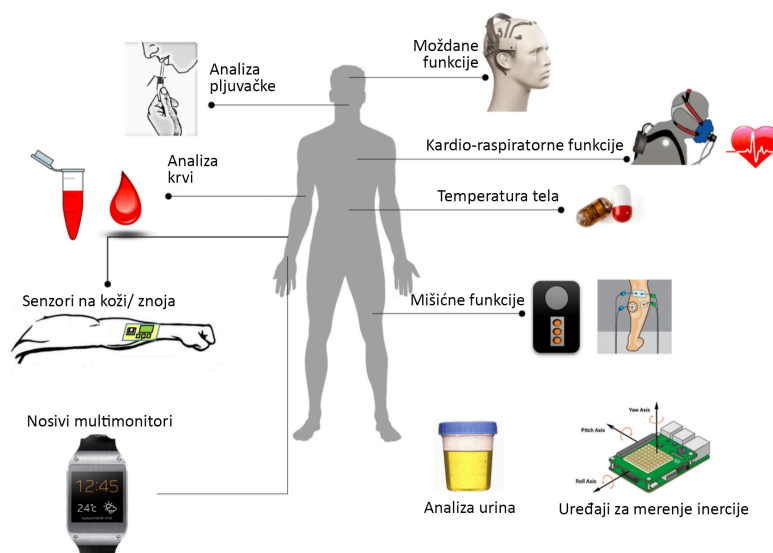 Moždane
funkcije
Analiza
pljuvačke
Kardio-raspiratorne funkcije
Analiza
krvi
Temperatura tela
Senzori na koži/ znoja
Mišićne funkcije
Nosivi multimonitori
12:45
24°c
Yaw Axis
Pitch Axis
Roll Axis
Analiza urina
Uređaji za merenje inercije